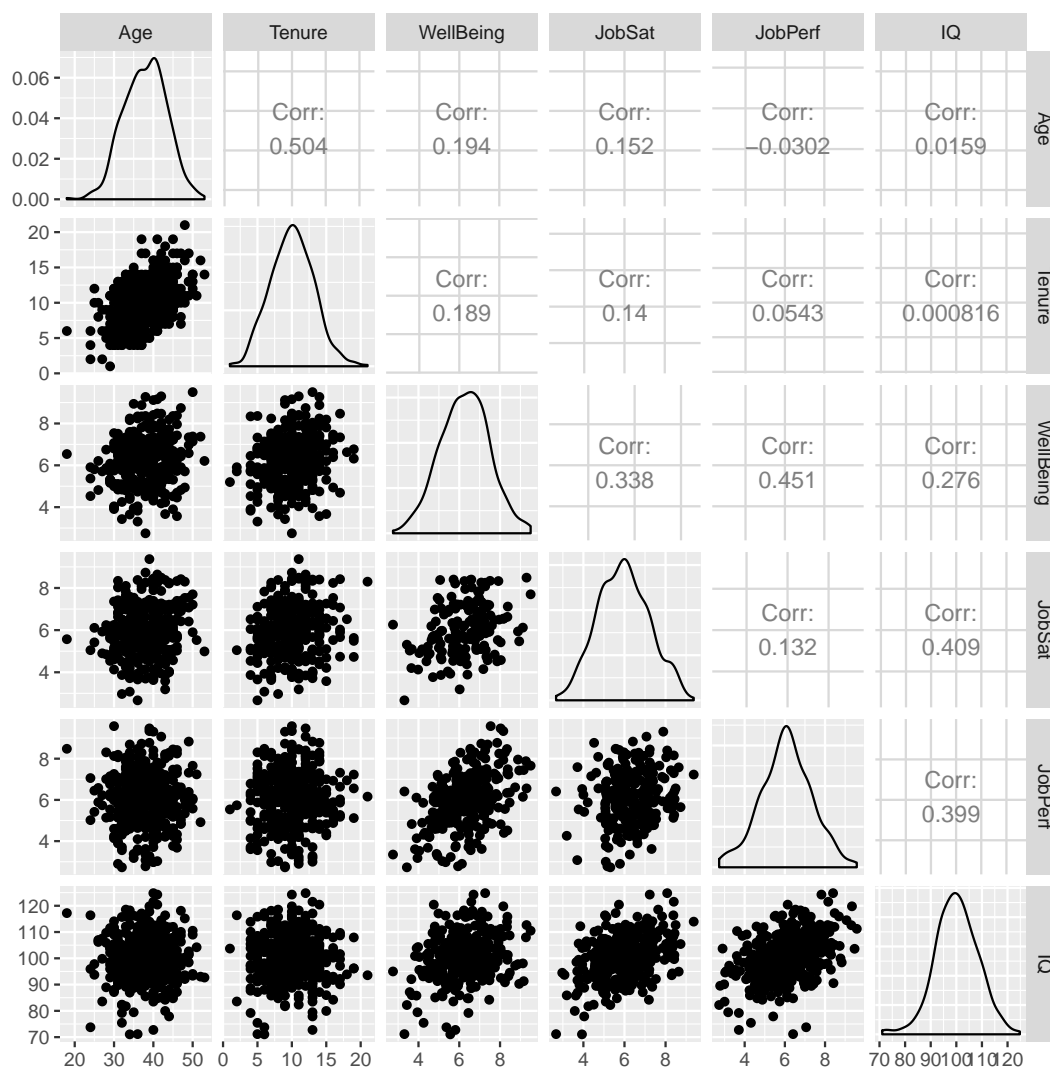 Age Tenure WellBeing JobSat JobPerf IQ
0.06
0.04
0.02
0.00
Corr:
0.504
Corr:
0.194
Corr:
0.152
Corr:
−0.0302
Corr:
0.0159
Age
20
15
10
5
0
Corr:
0.189
Corr:
0.14
Corr:
0.0543
Corr:
0.000816
Tenure
8
6
4
Corr:
0.338
Corr:
0.451
Corr:
0.276
WellBeing
8
6
4
Corr:
0.132
Corr:
0.409
JobSat
8
6
4
Corr:
0.399
JobPerf
120
110
100
90
80
70
IQ
20 30 40 50 0 5 10 15 20 4 6 8 4 6 8 4 6 8 70 80 90 100 110 120